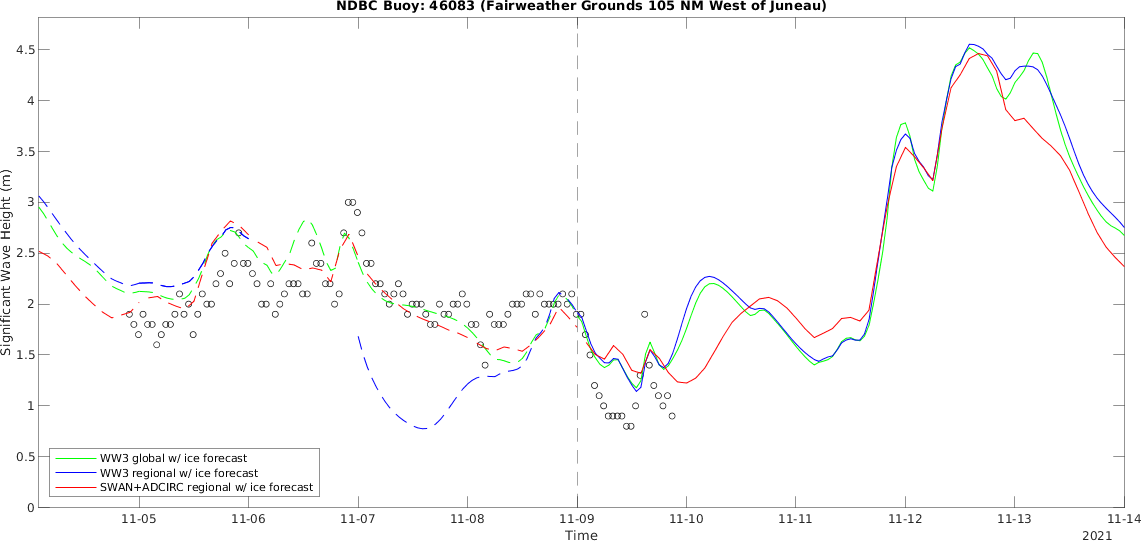 NDBC Buoy: 46083 (Fairweather Grounds 105 NM West of Juneau)
Significant Wave Height (m)
4.5
4
3.5
3
2.5
2
1.5
1
0.5
0
WW3 global w/ ice forecast
WW3 regional w/ ice forecast
SWAN+ADCIRC regional w/ ice forecast
11-05 11-06 11-07 11-08 11-09 11-10 11-11 11-12 11-13 11-14
Time
2021